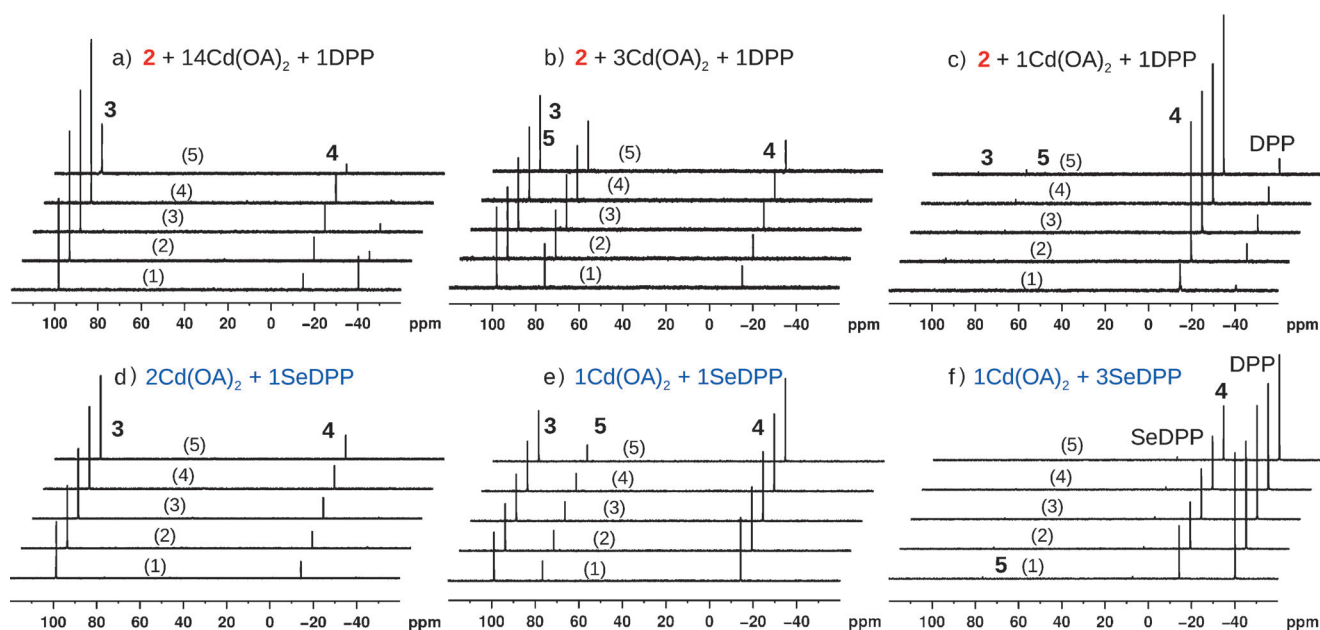 a) 2 + 14Cd(OA)₂ + 1DPP
3
4
(5)
(4)
(3)
(2)
(1)
100 80 60 40 20 0 −20 −40 ppm
b) 2 + 3Cd(OA)₂ + 1DPP
3
5
4
(5)
(4)
(3)
(2)
(1)
100 80 60 40 20 0 −20 −40 ppm
c) 2 + 1Cd(OA)₂ + 1DPP
4
DPP
3 5 (5)
(4)
(3)
(2)
(1)
100 80 60 40 20 0 −20 −40 ppm
d) 2Cd(OA)₂ + 1SeDPP
3
4
(5)
(4)
(3)
(2)
(1)
100 80 60 40 20 0 −20 −40 ppm
e) 1Cd(OA)₂ + 1SeDPP
3 5 4
(5)
(4)
(3)
(2)
(1)
100 80 60 40 20 0 −20 −40 ppm
f) 1Cd(OA)₂ + 3SeDPP
DPP
4
SeDPP
(5)
(4)
(3)
(2)
5 (1)
100 80 60 40 20 0 −20 −40 ppm